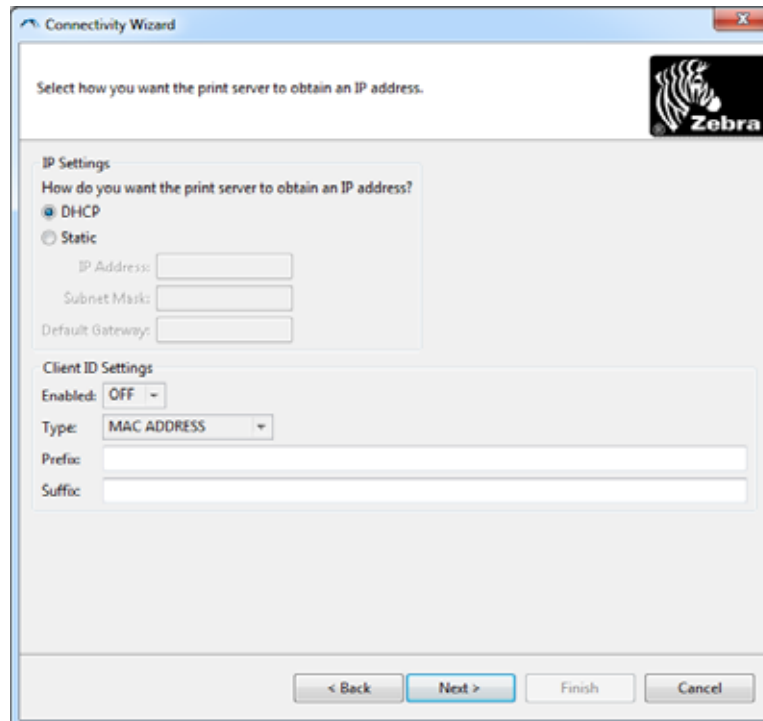 Connectivity Wizard
Select how you want the print server to obtain an IP address.
® Zebra
IP Settings
How do you want the print server to obtain an IP address?
DHCP
Static
IP Address:
Subnet Mask:
Default Gateway:
Client ID Settings
Enabled: OFF
Type: MAC ADDRESS
Prefix:
Suffix:
< Back Next > Finish Cancel